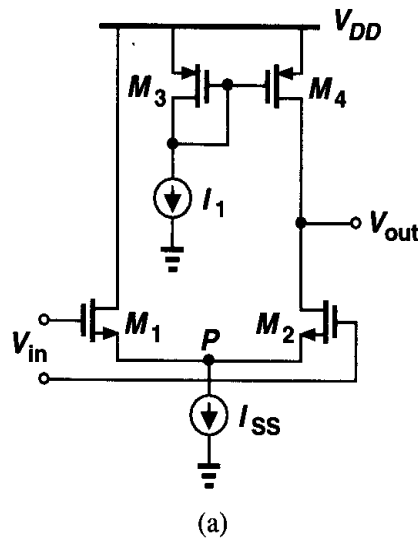 V_DD
M_3
M_4
I_1
V_out
M_1
P
M_2
V_in
I_SS
(a)